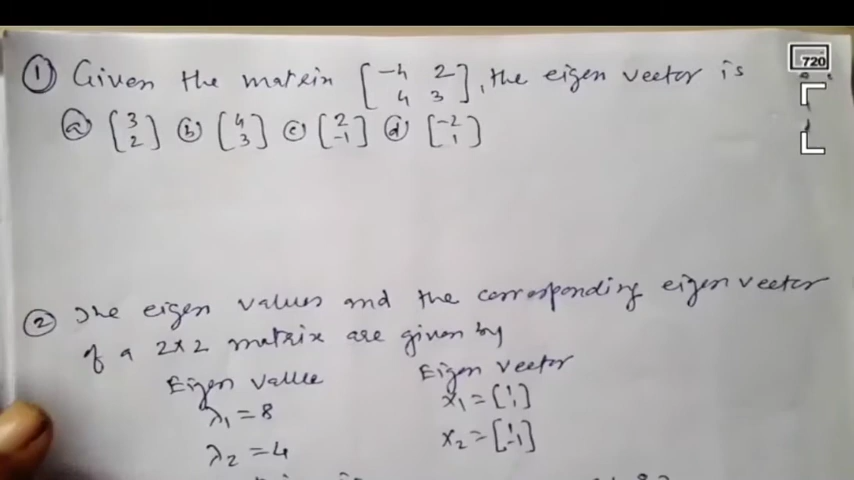 ① Given the matrix [-4 2 4 3], the eigen vector is
ⓐ [3 2] ⓑ [4 3] ⓒ [2 -1] ⓓ [-2 1]
② The eigen values and the corresponding eigen vector
of a 2x2 matrix are given by
Eigen value Eigen vector
λ₁ = 8 x₁ = [1 1]
λ₂ = 4 x₂ = [1 -1]
720